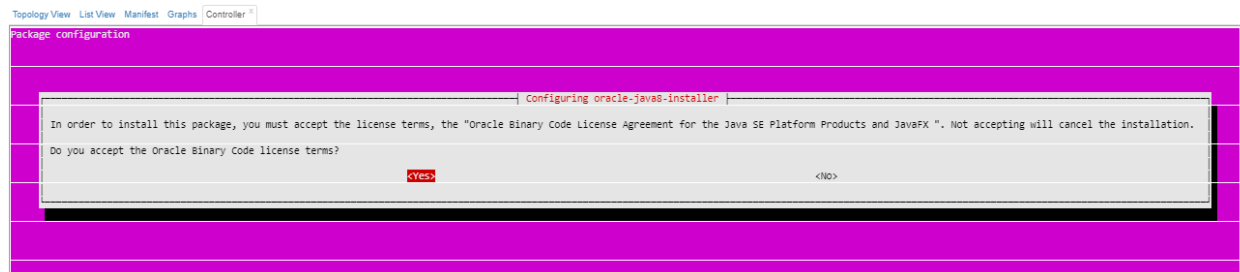 Topology View List View Manifest Graphs Controller ×
Package configuration
Configuring oracle-java8-installer
In order to install this package, you must accept the license terms, the "Oracle Binary Code License Agreement for the Java SE Platform Products and JavaFX ". Not accepting will cancel the installation.
Do you accept the Oracle Binary Code license terms?
<Yes> <No>